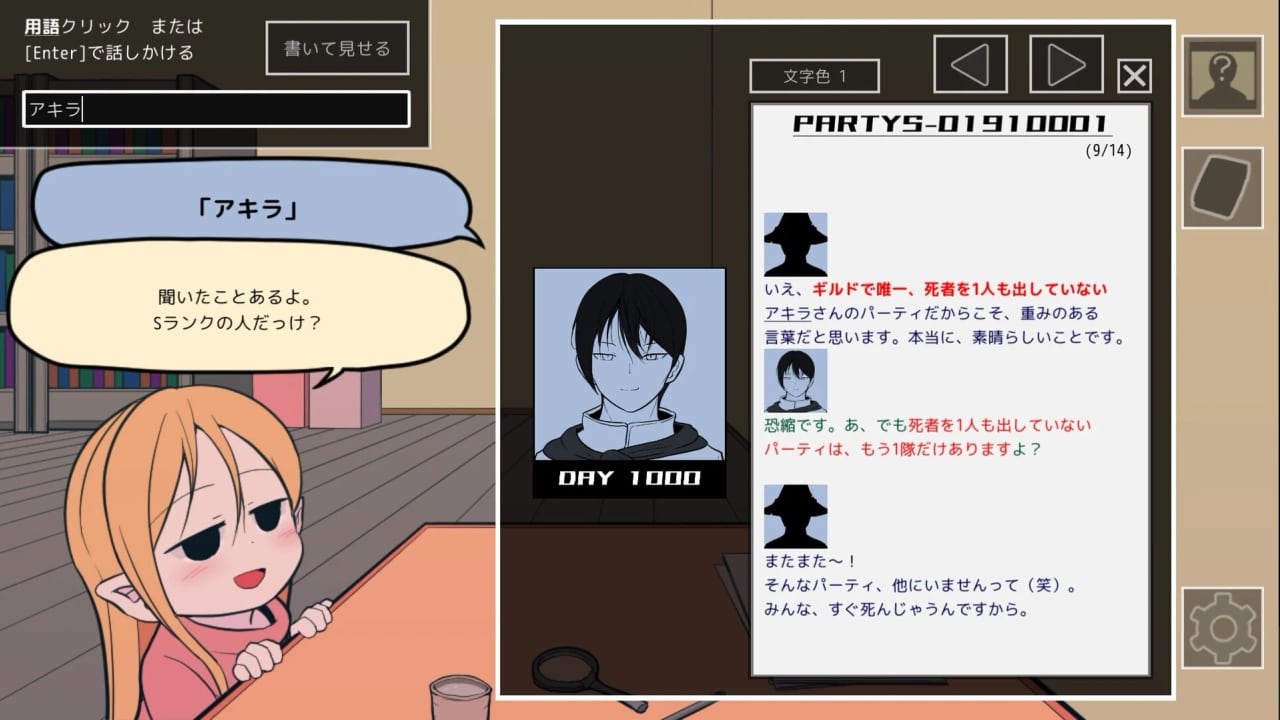 用語クリック　または
[Enter]で話しかける
書いて見せる
アキラ
「アキラ」
聞いたことあるよ。
Sランクの人だっけ？
DAY 1000
文字色 1
PARTYS-01910001
(9/14)
いえ、ギルドで唯一、死者を1人も出していない
アキラさんのパーティだからこそ、重みのある
言葉だと思います。本当に、素晴らしいことです。
恐縮です。あ、でも死者を1人も出していない
パーティは、もう1隊だけありますよ？
またまた～！
そんなパーティ、他にいませんって（笑）。
みんな、すぐ死んじゃうんですから。